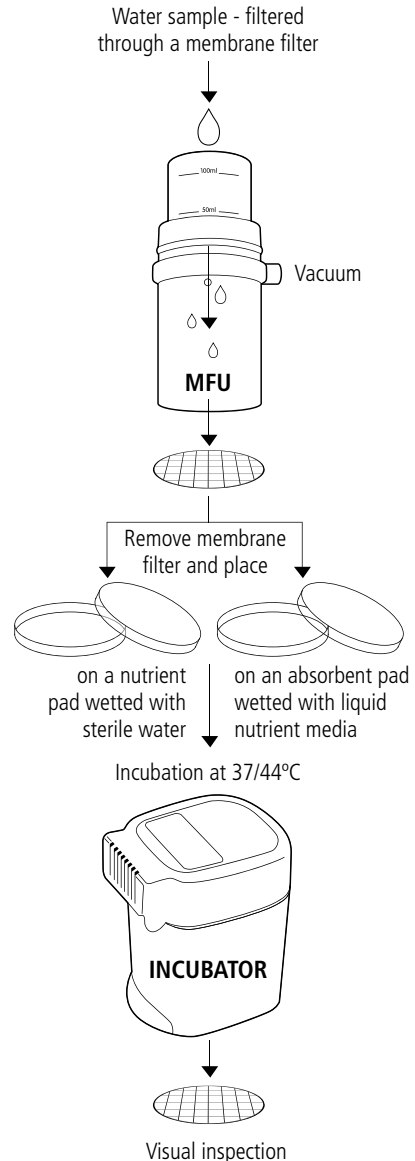 Water sample - filtered
through a membrane filter
100ml
50ml
Vacuum
MFU
Remove membrane
filter and place
on a nutrient
pad wetted with
sterile water
on an absorbent pad
wetted with liquid
nutrient media
Incubation at 37/44ºC
INCUBATOR
Visual inspection